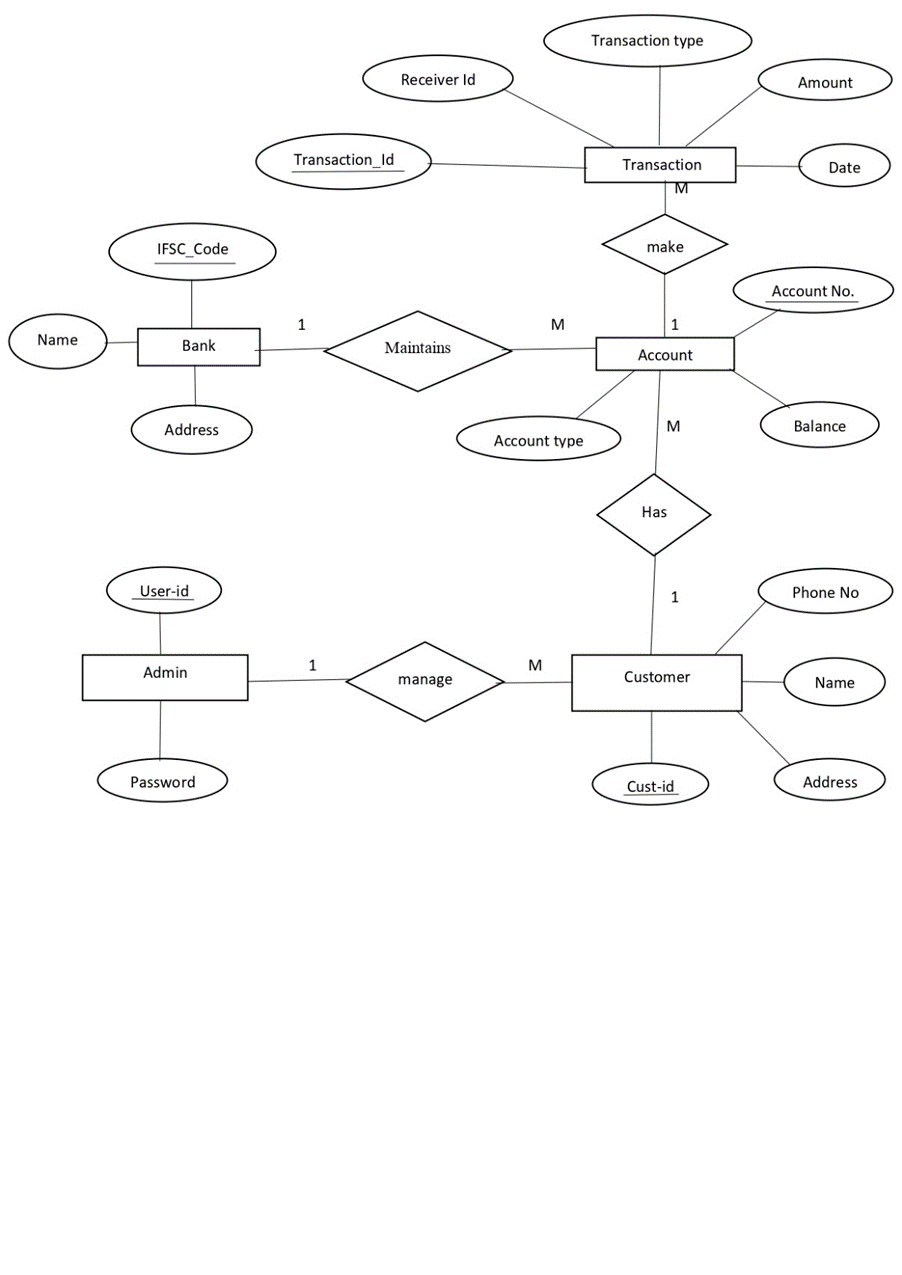 Transaction type
Receiver Id
Amount
Transaction_Id
Transaction
Date
M
make
IFSC_Code
Account No.
1
M
1
Name
Bank
Maintains
Account
Address
Account type
M
Balance
Has
User-id
1
Phone No
Admin
1
manage
M
Customer
Name
Password
Cust-id
Address